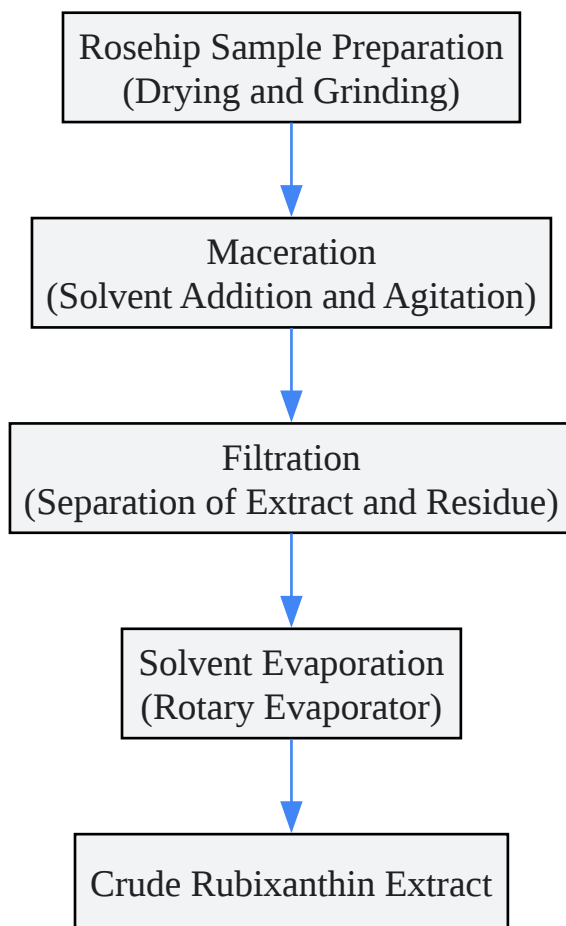 Rosehip Sample Preparation
(Drying and Grinding)
Maceration
(Solvent Addition and Agitation)
Filtration
(Separation of Extract and Residue)
Solvent Evaporation
(Rotary Evaporator)
Crude Rubixanthin Extract